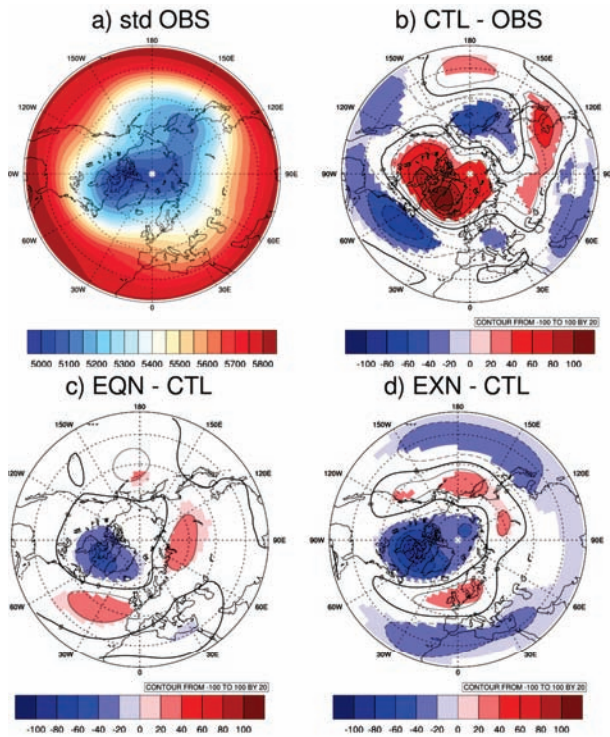 a) std OBS
180
150W
150E
120W
120E
90W
90E
60W
60E
30W
30E
0
5000 5100 5200 5300 5400 5500 5600 5700 5800
b) CTL - OBS
180
150W
150E
120W
120E
90W
90E
60W
60E
30W
30E
0
CONTOUR FROM -100 TO 100 BY 20
-100 -80 -60 -40 -20 0 20 40 60 80 100
c) EQN - CTL
180
150W
150E
120W
120E
90W
90E
60W
60E
30W
30E
0
CONTOUR FROM -100 TO 100 BY 20
-100 -80 -60 -40 -20 0 20 40 60 80 100
d) EXN - CTL
180
150W
150E
120W
120E
90W
90E
60W
60E
30W
30E
0
CONTOUR FROM -100 TO 100 BY 20
-100 -80 -60 -40 -20 0 20 40 60 80 100